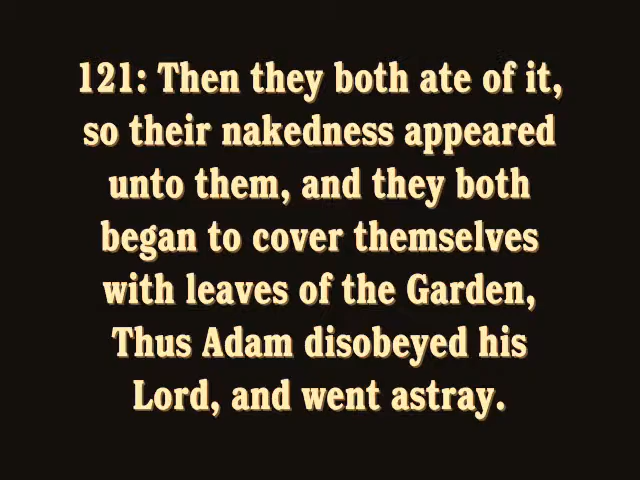 121: Then they both ate of it,
so their nakedness appeared
unto them, and they both
began to cover themselves
with leaves of the Garden,
Thus Adam disobeyed his
Lord, and went astray.